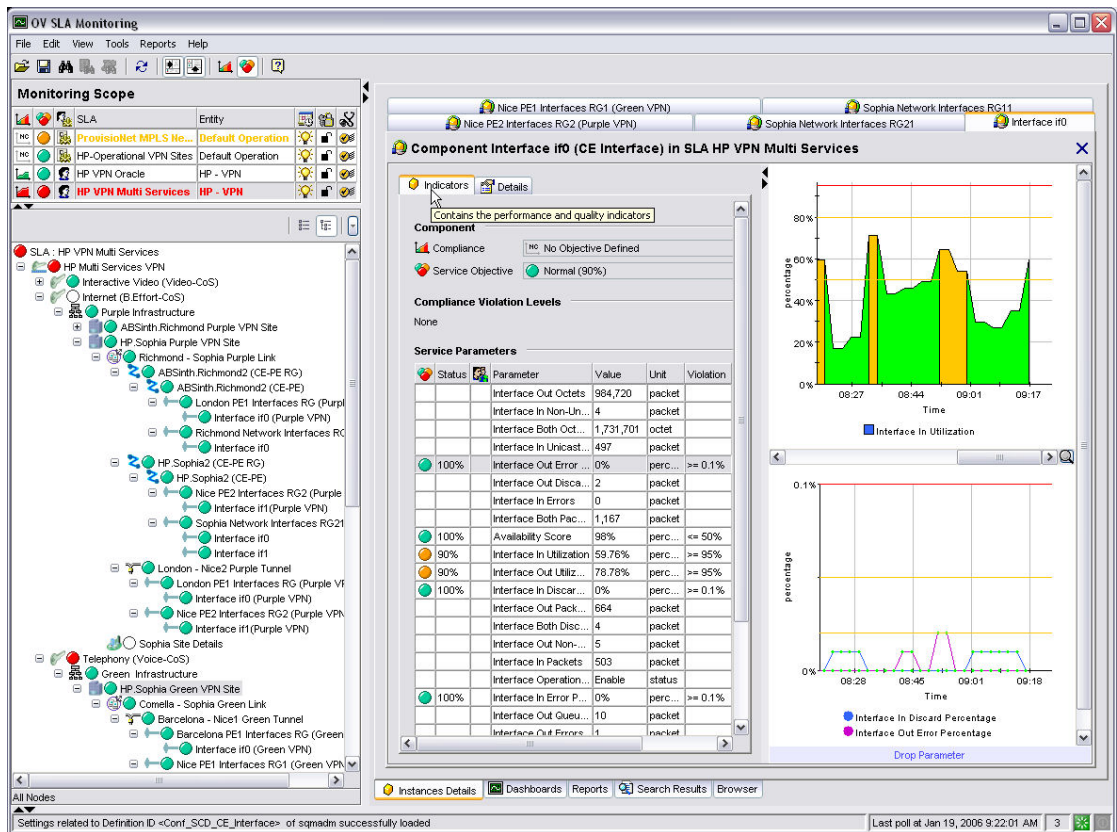 OV SLA Monitoring
File Edit View Tools Reports Help
Monitoring Scope
SLA Entity
NC ProvisioNet MPLS Ne... Default Operation
NC HP-Operational VPN Sites Default Operation
HP VPN Oracle HP - VPN
HP VPN Multi Services HP - VPN
SLA : HP VPN Multi Services
HP Multi Services VPN
Interactive Video (Video-CoS)
Internet (B.Effort-CoS)
Purple Infrastructure
ABSinth.Richmond Purple VPN Site
HP.Sophia Purple VPN Site
Richmond - Sophia Purple Link
ABSinth.Richmond2 (CE-PE RG)
ABSinth.Richmond2 (CE-PE)
London PE1 Interfaces RG (Purpl
Interface if0 (Purple VPN)
Richmond Network Interfaces RG
Interface if0
HP.Sophia2 (CE-PE RG)
HP.Sophia2 (CE-PE)
Nice PE2 Interfaces RG2 (Purple
Interface if1(Purple VPN)
Sophia Network Interfaces RG21
Interface if0
Interface if1
London - Nice2 Purple Tunnel
London PE1 Interfaces RG (Purple VF
Interface if0 (Purple VPN)
Nice PE2 Interfaces RG2 (Purple VPN
Interface if1(Purple VPN)
Sophia Site Details
Telephony (Voice-CoS)
Green Infrastructure
HP.Sophia Green VPN Site
Comella - Sophia Green Link
Barcelona - Nice1 Green Tunnel
Barcelona PE1 Interfaces RG (Green
Interface if0 (Green VPN)
Nice PE1 Interfaces RG1 (Green VPN
All Nodes
Nice PE1 Interfaces RG1 (Green VPN) Sophia Network Interfaces RG11
Nice PE2 Interfaces RG2 (Purple VPN) Sophia Network Interfaces RG21 Interface if0
Component Interface if0 (CE Interface) in SLA HP VPN Multi Services
Indicators Details
Contains the performance and quality indicators
Component
Compliance NC No Objective Defined
Service Objective Normal (90%)
Compliance Violation Levels
None
Service Parameters
Status Parameter Value Unit Violation
Interface Out Octets 984,720 packet
Interface In Non-Un... 4 packet
Interface Both Oct... 1,731,701 octet
Interface In Unicast... 497 packet
100% Interface Out Error ... 0% perc... >= 0.1%
Interface Out Disca... 2 packet
Interface In Errors 0 packet
Interface Both Pac... 1,167 packet
100% Availability Score 98% perc... <= 50%
90% Interface In Utilization 59.76% perc... >= 95%
90% Interface Out Utiliz... 78.78% perc... >= 95%
100% Interface In Discar... 0% perc... >= 0.1%
Interface Out Pack... 664 packet
Interface Both Disc... 4 packet
Interface Out Non-... 5 packet
Interface In Packets 503 packet
Interface Operation... Enable status
100% Interface In Error P... 0% perc... >= 0.1%
Interface Out Queu... 10 packet
Interface Out Errors 1 packet
80%
60%
40%
20%
0%
percentage
08:27 08:44 09:01 09:17
Time
Interface In Utilization
0.1%
0%
percentage
08:28 08:45 09:01 09:18
Time
Interface In Discard Percentage
Interface Out Error Percentage
Drop Parameter
Instances Details Dashboards Reports Search Results Browser
Settings related to Definition ID <Conf_SCD_CE_Interface> of sqmadm successfully loaded Last poll at Jan 19, 2006 9:22:01 AM 3